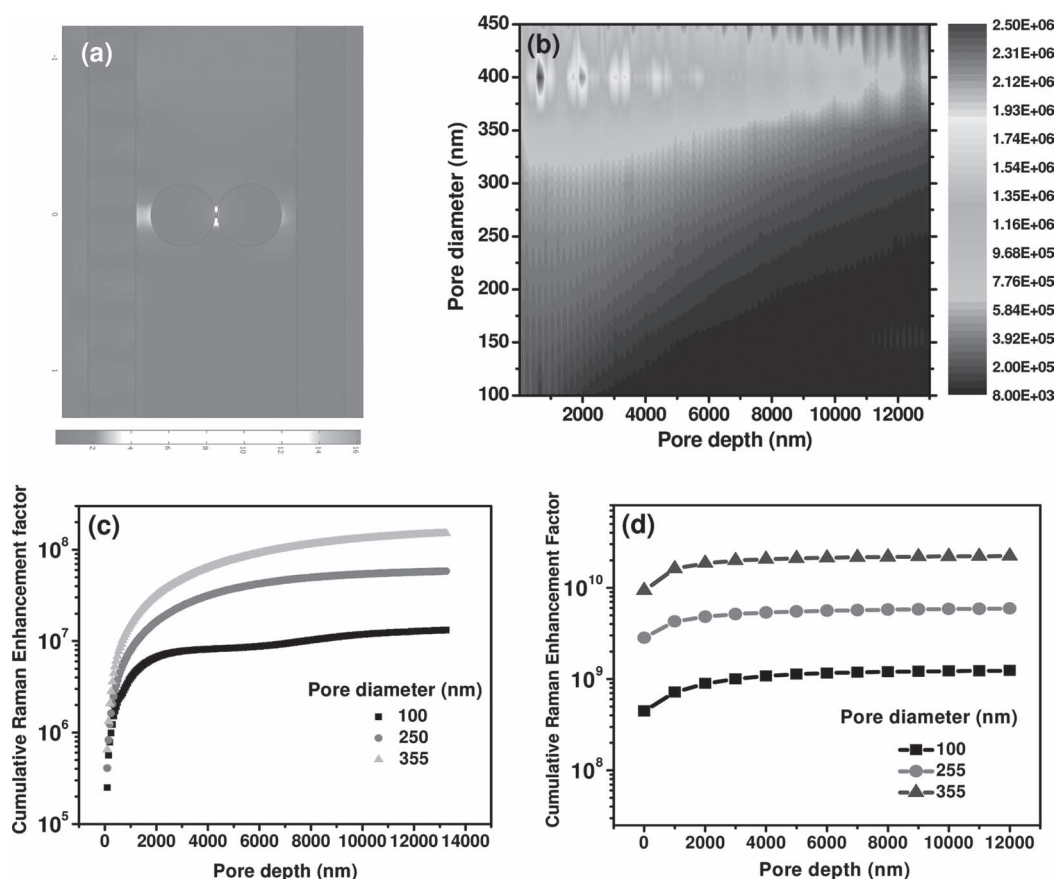 (a)
-1
0
1
2
4
6
8
10
12
14
16
(b)
Pore diameter (nm)
450
400
350
300
250
200
150
100
2000 4000 6000 8000 10000 12000
Pore depth (nm)
2.50E+06
2.31E+06
2.12E+06
1.93E+06
1.74E+06
1.54E+06
1.35E+06
1.16E+06
9.68E+05
7.76E+05
5.84E+05
3.92E+05
2.00E+05
8.00E+03
(c)
Cumulative Raman Enhancement factor
10^8
10^7
10^6
10^5
Pore diameter (nm)
100
250
355
0 2000 4000 6000 8000 10000 12000 14000
Pore depth (nm)
(d)
Cumulative Raman Enhancement Factor
10^10
10^9
10^8
Pore diameter (nm)
100
255
355
0 2000 4000 6000 8000 10000 12000
Pore depth (nm)